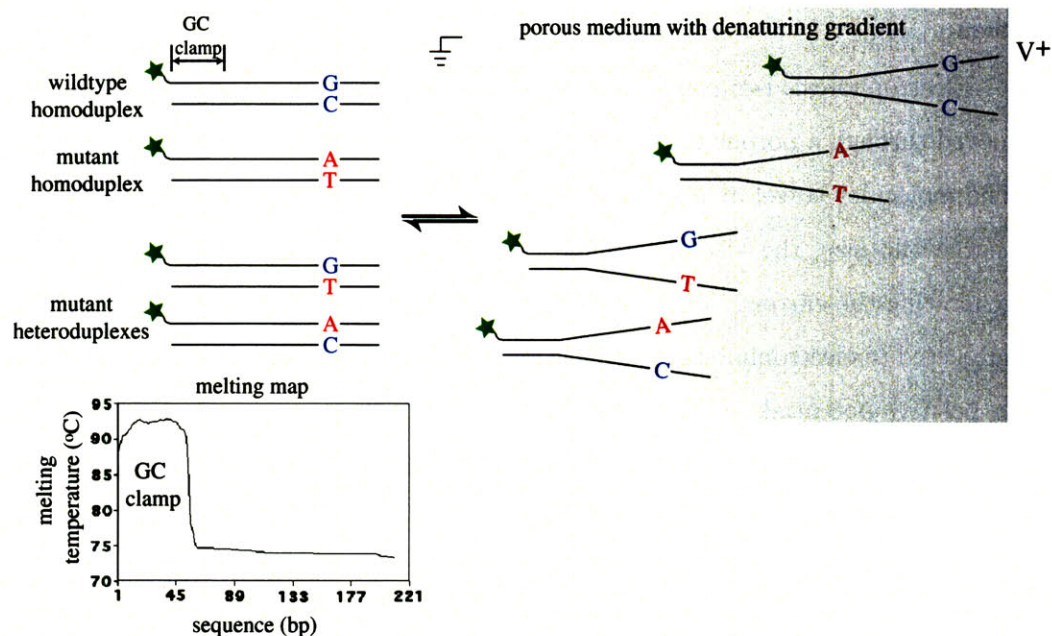 GC
clamp
wildtype
homoduplex
G
C
mutant
homoduplex
A
T
G
T
mutant
heteroduplexes
A
C
porous medium with denaturing gradient
V+
G
C
A
T
G
T
A
C
melting map
melting
temperature (oC)
95
90
85
80
75
70
GC
clamp
1 45 89 133 177 221
sequence (bp)